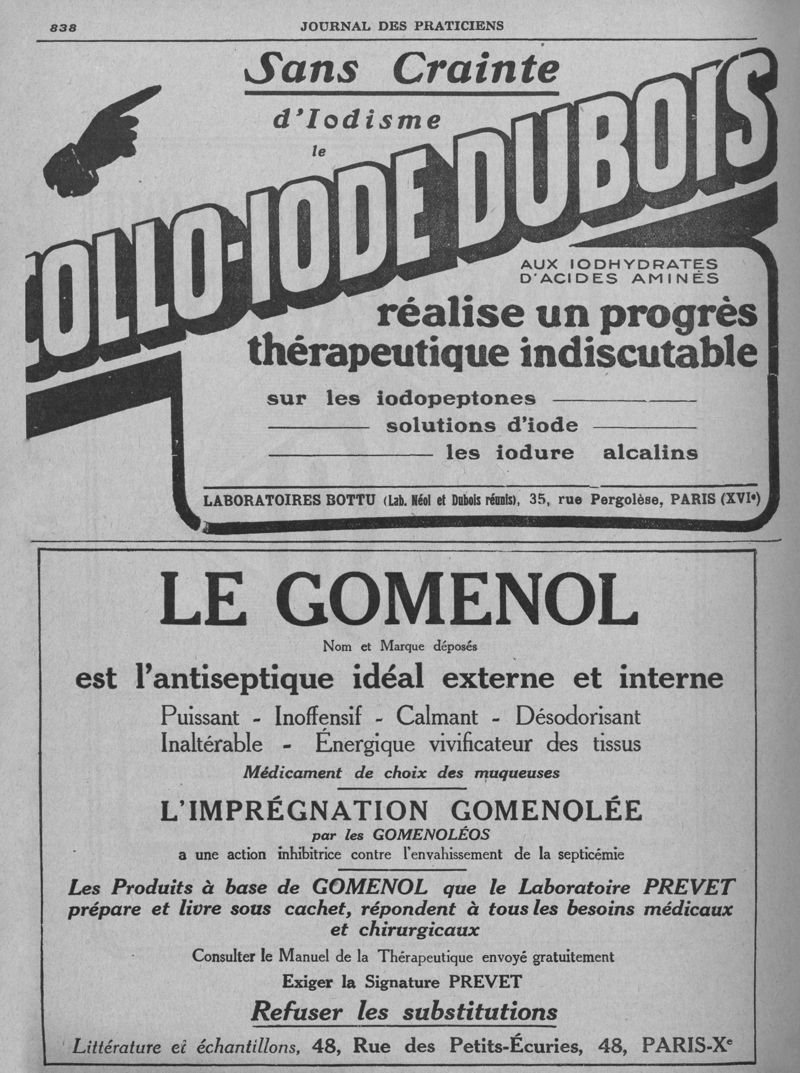 838
JOURNAL DES PRATICIENS
Sans Crainte
d'Iodisme
le
COLLO-IODE DUBOIS
AUX IODHYDRATES
D'ACIDES AMINÉS
réalise un progrès
thérapeutique indiscutable
sur les iodopeptones
solutions d'iode
les iodure alcalins
LABORATOIRES BOTTU (Lab. Néol et Dubois réunis), 35, rue Pergolèse, PARIS (XVIe)
LE GOMENOL
Nom et Marque déposés
est l'antiseptique idéal externe et interne
Puissant - Inoffensif - Calmant - Désodorisant
Inaltérable - Énergique vivificateur des tissus
Médicament de choix des muqueuses
L'IMPRÉGNATION GOMENOLÉE
par les GOMENOLÉOS
a une action inhibitrice contre l'envahissement de la septicémie
Les Produits à base de GOMENOL que le Laboratoire PREVET
prépare et livre sous cachet, répondent à tous les besoins médicaux
et chirurgicaux
Consulter le Manuel de la Thérapeutique envoyé gratuitement
Exiger la Signature PREVET
Refuser les substitutions
Littérature et échantillons, 48, Rue des Petits-Écuries, 48, PARIS-Xe